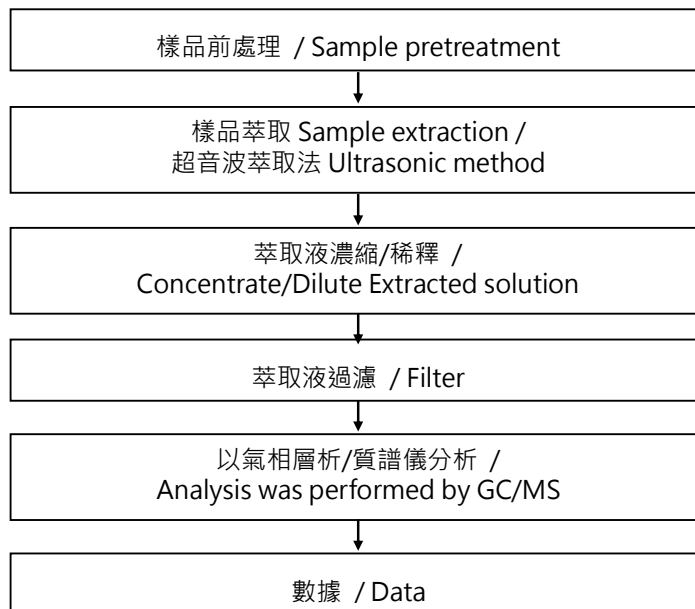 樣品前處理 / Sample pretreatment
樣品萃取 Sample extraction /
超音波萃取法 Ultrasonic method
萃取液濃縮/稀釋 /
Concentrate/Dilute Extracted solution
萃取液過濾 / Filter
以氣相層析/質譜儀分析 /
Analysis was performed by GC/MS
數據 / Data